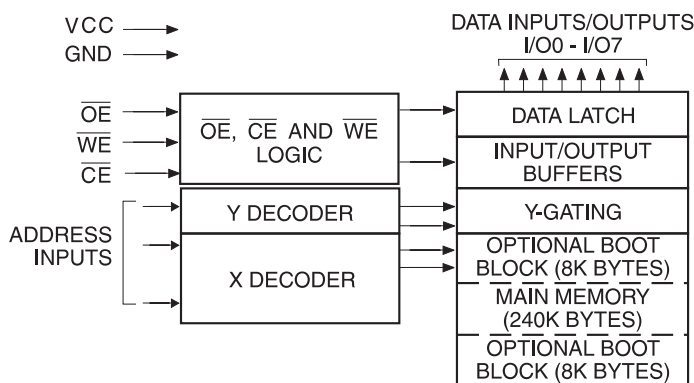 VCC
GND
DATA INPUTS/OUTPUTS
I/O0 - I/O7
OE
WE
CE
OE, CE AND WE
LOGIC
DATA LATCH
INPUT/OUTPUT
BUFFERS
ADDRESS
INPUTS
Y DECODER
Y-GATING
X DECODER
OPTIONAL BOOT
BLOCK (8K BYTES)
MAIN MEMORY
(240K BYTES)
OPTIONAL BOOT
BLOCK (8K BYTES)